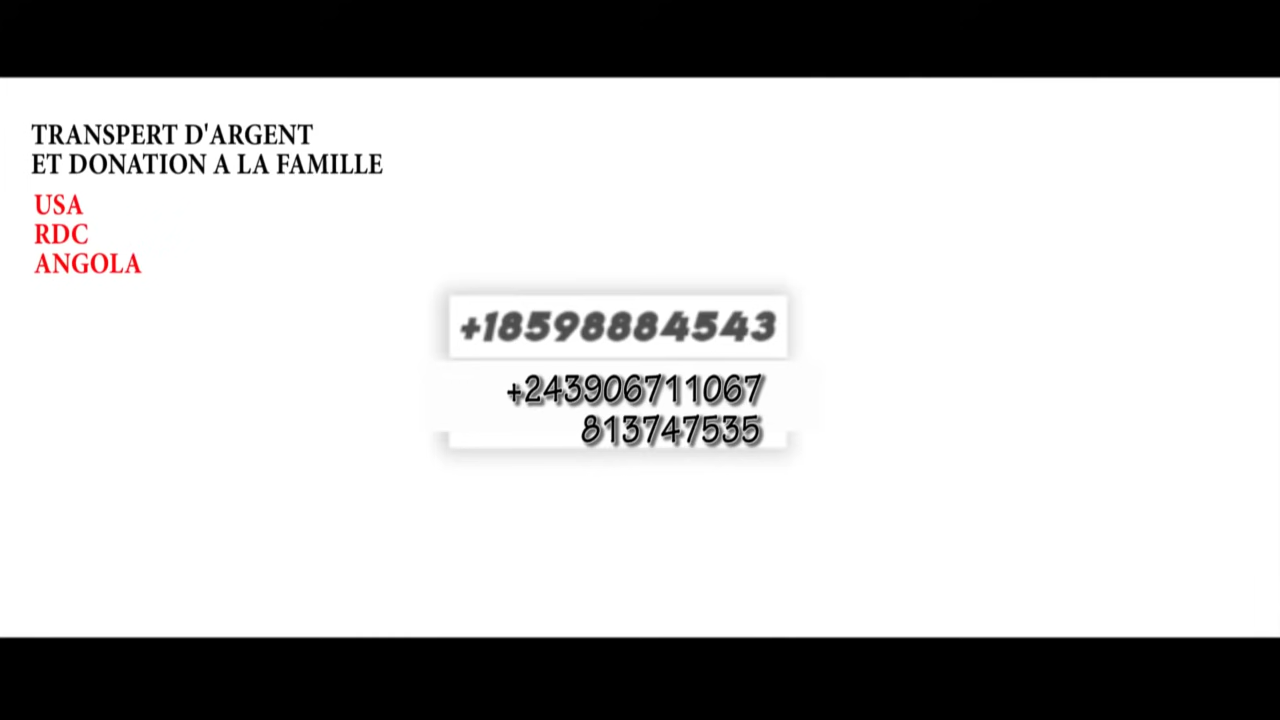 TRANSPERT D'ARGENT
ET DONATION A LA FAMILLE
USA
RDC
ANGOLA
+18598884543
+243906711067
813747535